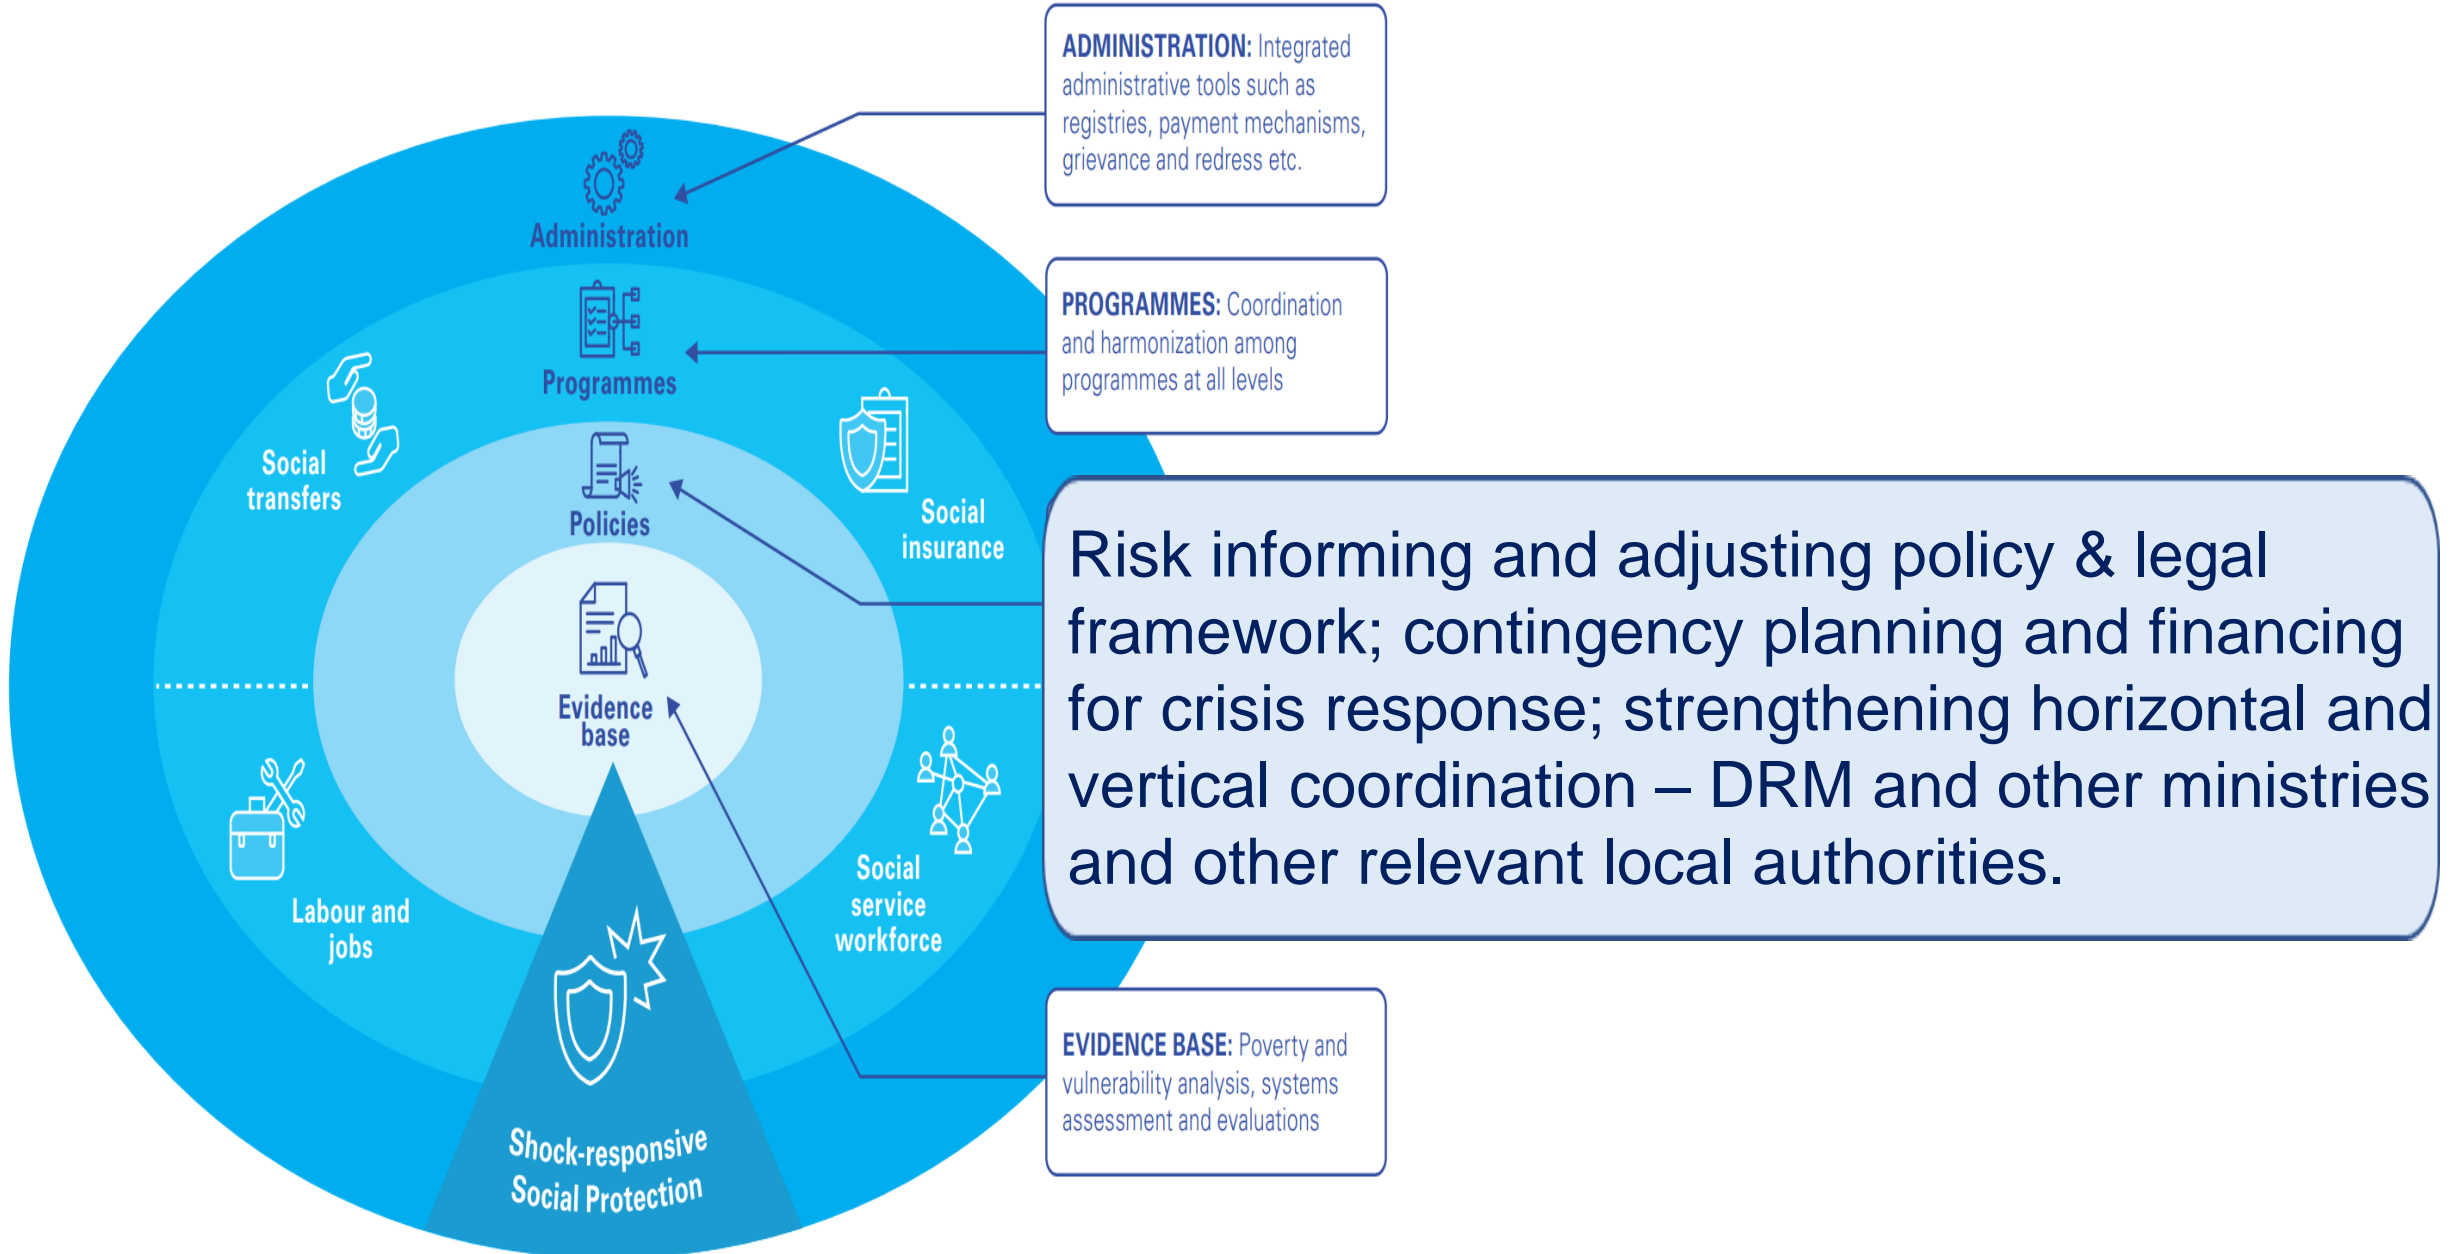 ADMINISTRATION: Integrated
administrative tools such as
registries, payment mechanisms,
grievance and redress etc.
Administration
PROGRAMMES: Coordination
and harmonization among
programmes at all levels
Programmes
Social
transfers
Social
insurance
Policies
Risk informing and adjusting policy & legal
framework; contingency planning and financing
for crisis response; strengthening horizontal and
vertical coordination – DRM and other ministries
and other relevant local authorities.
Evidence
base
Labour and
jobs
Social
service
workforce
EVIDENCE BASE: Poverty and
vulnerability analysis, systems
assessment and evaluations
Shock-responsive
Social Protection